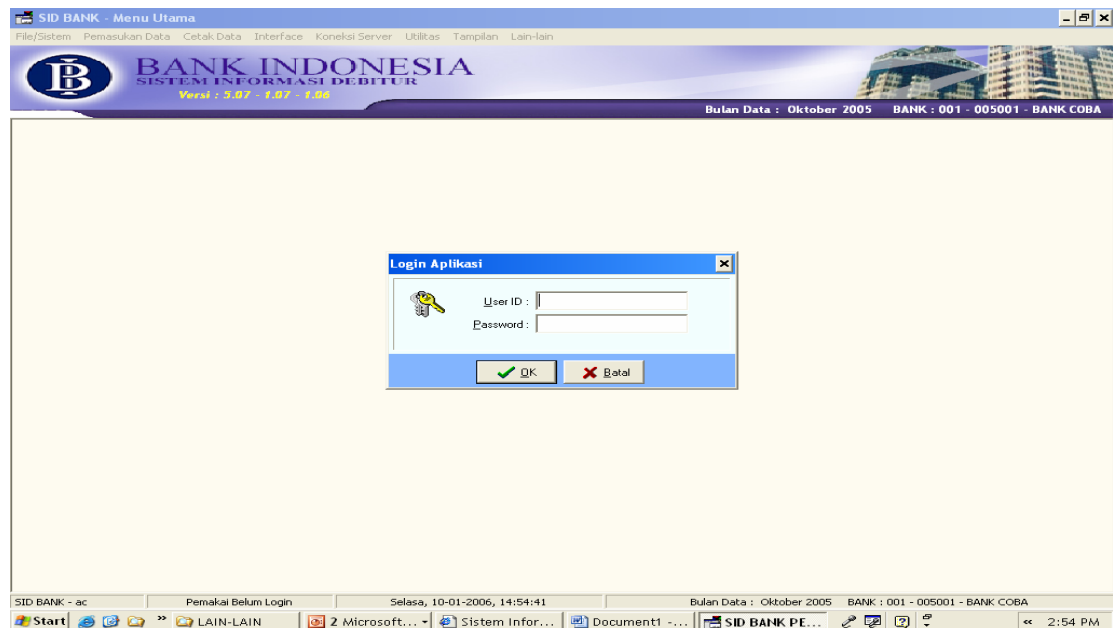 SID BANK - Menu Utama
File/Sistem Pemasukan Data Cetak Data Interface Koneksi Server Utilitas Tampilan Lain-lain
BANK INDONESIA
SISTEM INFORMASI DEBITUR
Versi : 5.07 - 1.07 - 1.06
Bulan Data : Oktober 2005 BANK : 001 - 005001 - BANK COBA
Login Aplikasi
User ID :
Password :
OK Batal
SID BANK - ac Pemakai Belum Login Selasa, 10-01-2006, 14:54:41 Bulan Data : Oktober 2005 BANK : 001 - 005001 - BANK COBA
Start LAIN-LAIN 2 Microsoft... Sistem Infor... Document1 -... SID BANK PE... 2:54 PM